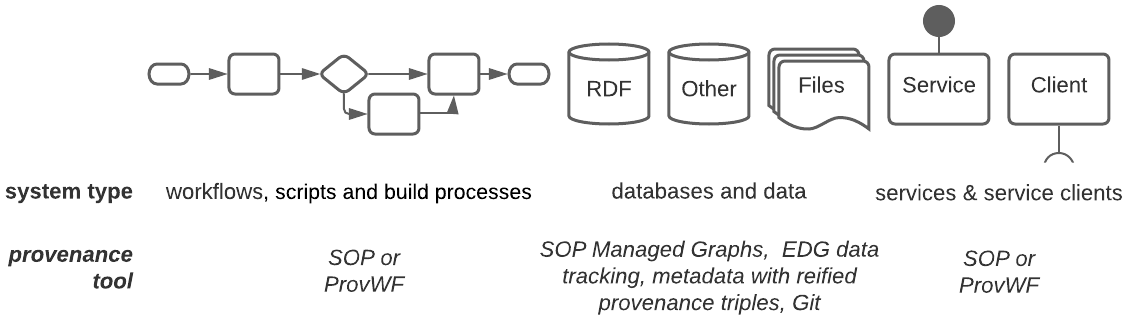 RDF
Other
Files
Service
Client
system type
workflows, scripts and build processes
databases and data
services & service clients
provenance
tool
SOP or
ProvWF
SOP Managed Graphs,  EDG data
tracking, metadata with reified
provenance triples, Git
SOP or
ProvWF